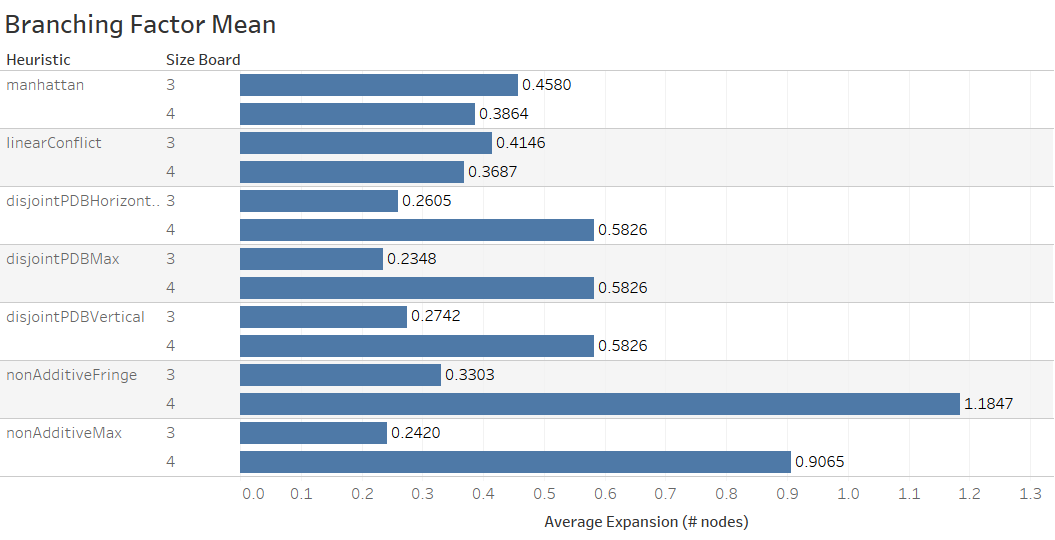 Branching Factor Mean
Heuristic Size Board
manhattan 3 0.4580
4 0.3864
linearConflict 3 0.4146
4 0.3687
disjointPDBHorizont.. 3 0.2605
4 0.5826
disjointPDBMax 3 0.2348
4 0.5826
disjointPDBVertical 3 0.2742
4 0.5826
nonAdditiveFringe 3 0.3303
4 1.1847
nonAdditiveMax 3 0.2420
4 0.9065
0.0 0.1 0.2 0.3 0.4 0.5 0.6 0.7 0.8 0.9 1.0 1.1 1.2 1.3
Average Expansion (# nodes)